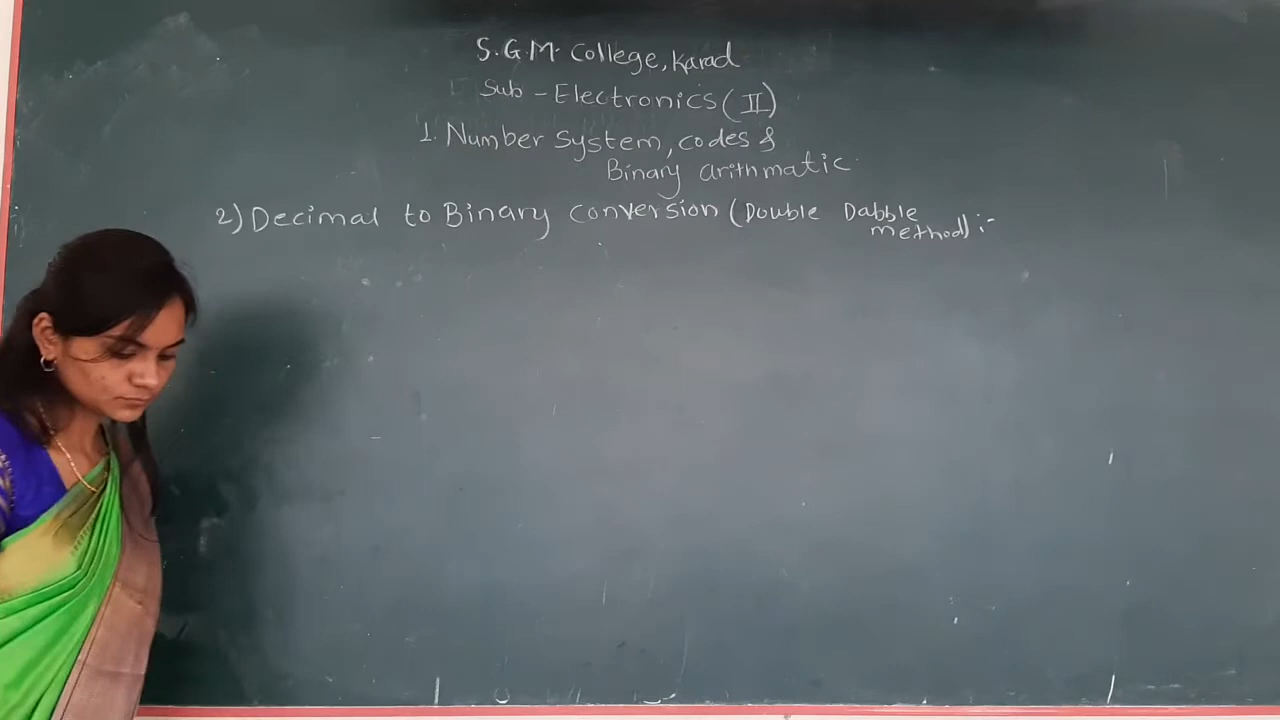 S.G.M. College, Karad
Sub - Electronics (II)
1. Number System, codes &
Binary arithmatic
2) Decimal to Binary conversion (Double Dabble
method) :-